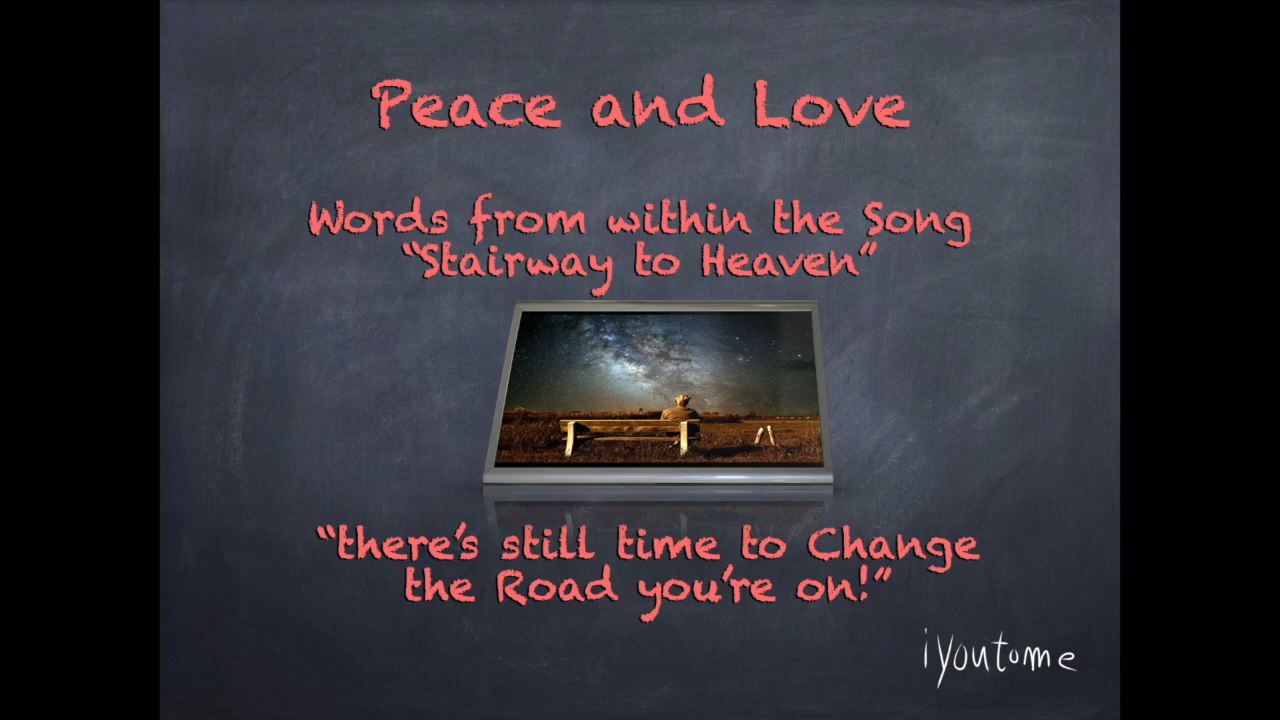 Peace and Love
Words from within the Song
“Stairway to Heaven”
“there’s still time to Change
the Road you’re on!”
iyoutome